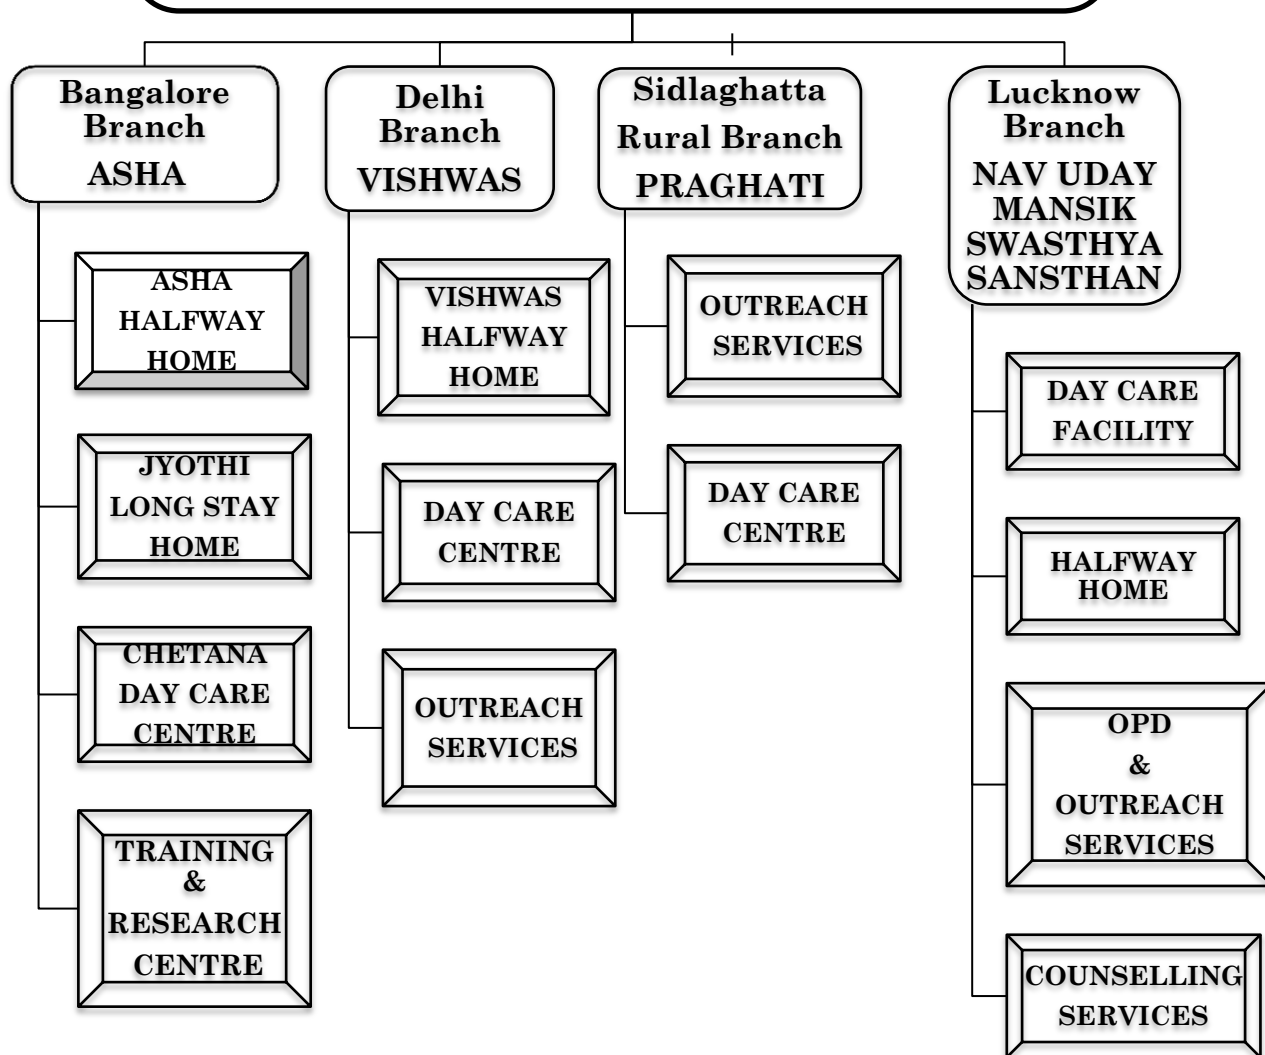 Bangalore
Branch
ASHA
ASHA
HALFWAY
HOME
JYOTHI
LONG STAY
HOME
CHETANA
DAY CARE
CENTRE
TRAINING
&
RESEARCH
CENTRE
Delhi
Branch
VISHWAS
VISHWAS
HALFWAY
HOME
DAY CARE
CENTRE
OUTREACH
SERVICES
Sidlaghatta
Rural Branch
PRAGHATI
OUTREACH
SERVICES
DAY CARE
CENTRE
Lucknow
Branch
NAV UDAY
MANSIK
SWASTHYA
SANSTHAN
DAY CARE
FACILITY
HALFWAY
HOME
OPD
&
OUTREACH
SERVICES
COUNSELLING
SERVICES